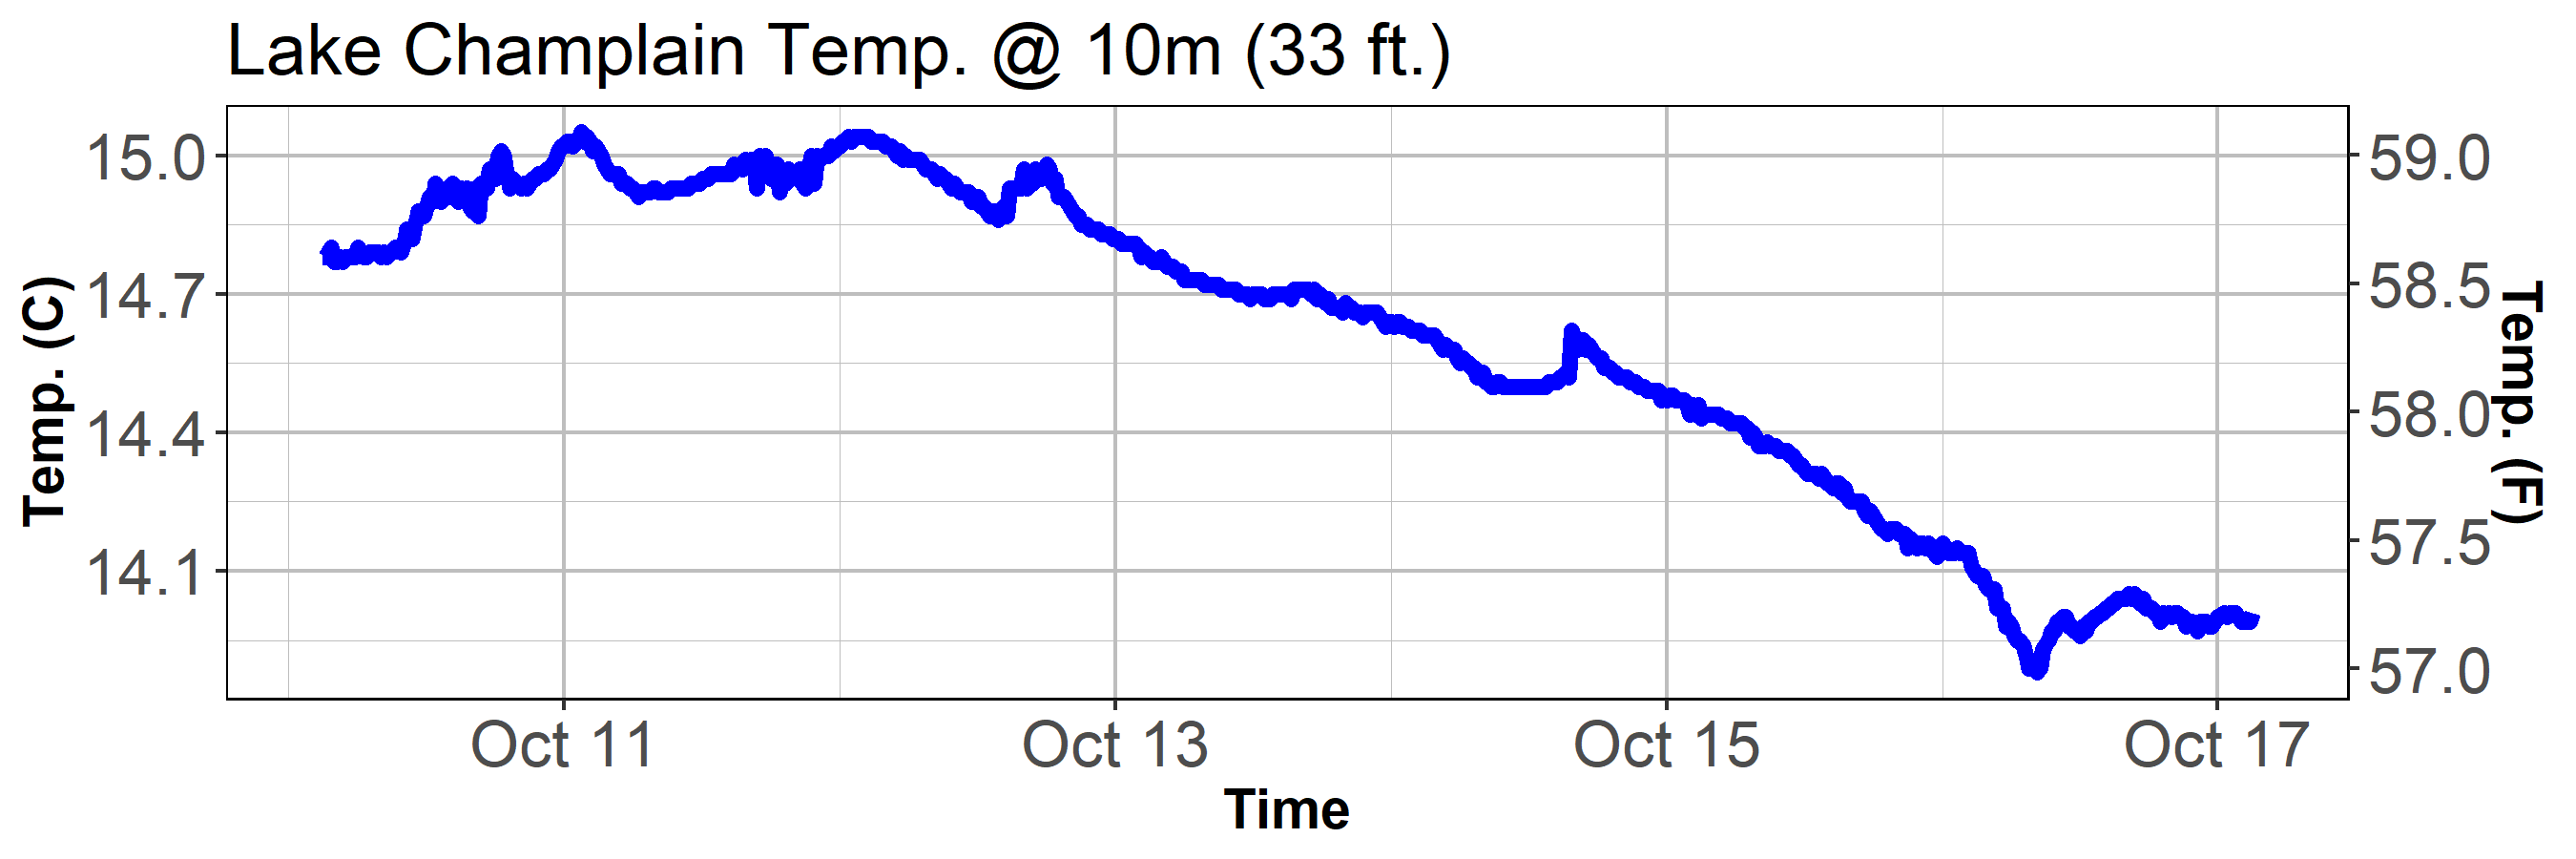 Lake Champlain Temp. @ 10m (33 ft.)
Temp. (C)
15.0
14.7
14.4
14.1
59.0
58.5
58.0
57.5
57.0
Temp. (F)
Oct 11
Oct 13
Oct 15
Oct 17
Time